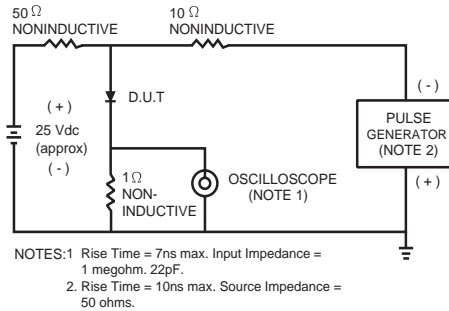 50 Ω
NONINDUCTIVE
10 Ω
NONINDUCTIVE
( + )
25 Vdc
(approx)
( - )
D.U.T
1 Ω
NON-
INDUCTIVE
OSCILLOSCOPE
(NOTE 1)
( - )
PULSE
GENERATOR
(NOTE 2)
( + )
NOTES:1 Rise Time = 7ns max. Input Impedance =
1 megohm. 22pF.
2. Rise Time = 10ns max. Source Impedance =
50 ohms.